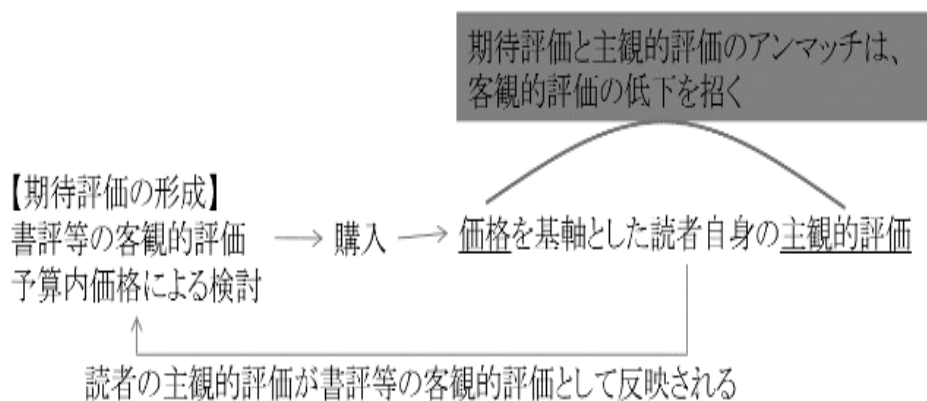 期待評価と主観的評価のアンマッチは、
客観的評価の低下を招く
【期待評価の形成】
書評等の客観的評価
予算内価格による検討
購入
価格を基軸とした読者自身の主観的評価
読者の主観的評価が書評等の客観的評価として反映される